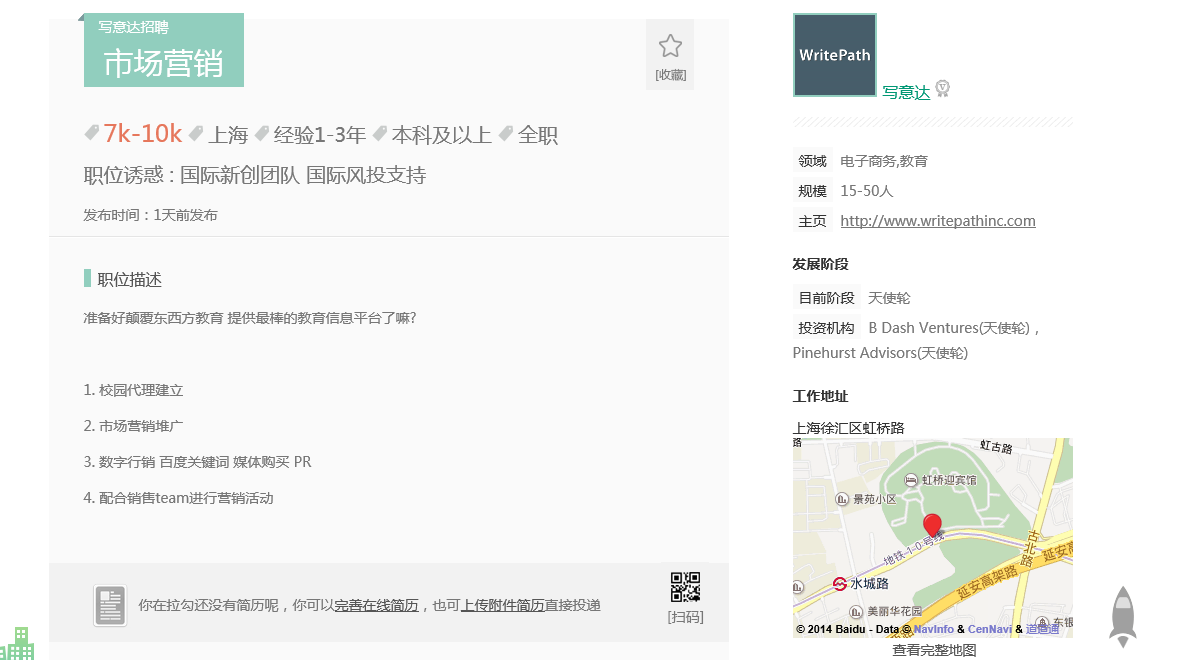 写意达招聘
市场营销
[收藏]
7k-10k 上海 经验1-3年 本科及以上 全职
职位诱惑 : 国际新创团队 国际风投支持
发布时间：1天前发布
职位描述
准备好颠覆东西方教育 提供最棒的教育信息平台了嘛?
1. 校园代理建立
2. 市场营销推广
3. 数字行销 百度关键词 媒体购买 PR
4. 配合销售team进行营销活动
你在拉勾还没有简历呢，你可以完善在线简历，也可上传附件简历直接投递
[扫码]
WritePath
写意达
领域 电子商务,教育
规模 15-50人
主页 http://www.writepathinc.com
发展阶段
目前阶段 天使轮
投资机构 B Dash Ventures(天使轮)，
Pinehurst Advisors(天使轮)
工作地址
上海徐汇区虹桥路
路
虹古路
虹桥迎宾馆
景苑小区
地铁-1-0-号线
古北路
延安高
水城路
延安高架路
美丽华花园
东银
© 2014 Baidu - Data © NavInfo & CenNavi & 道道通
查看完整地图